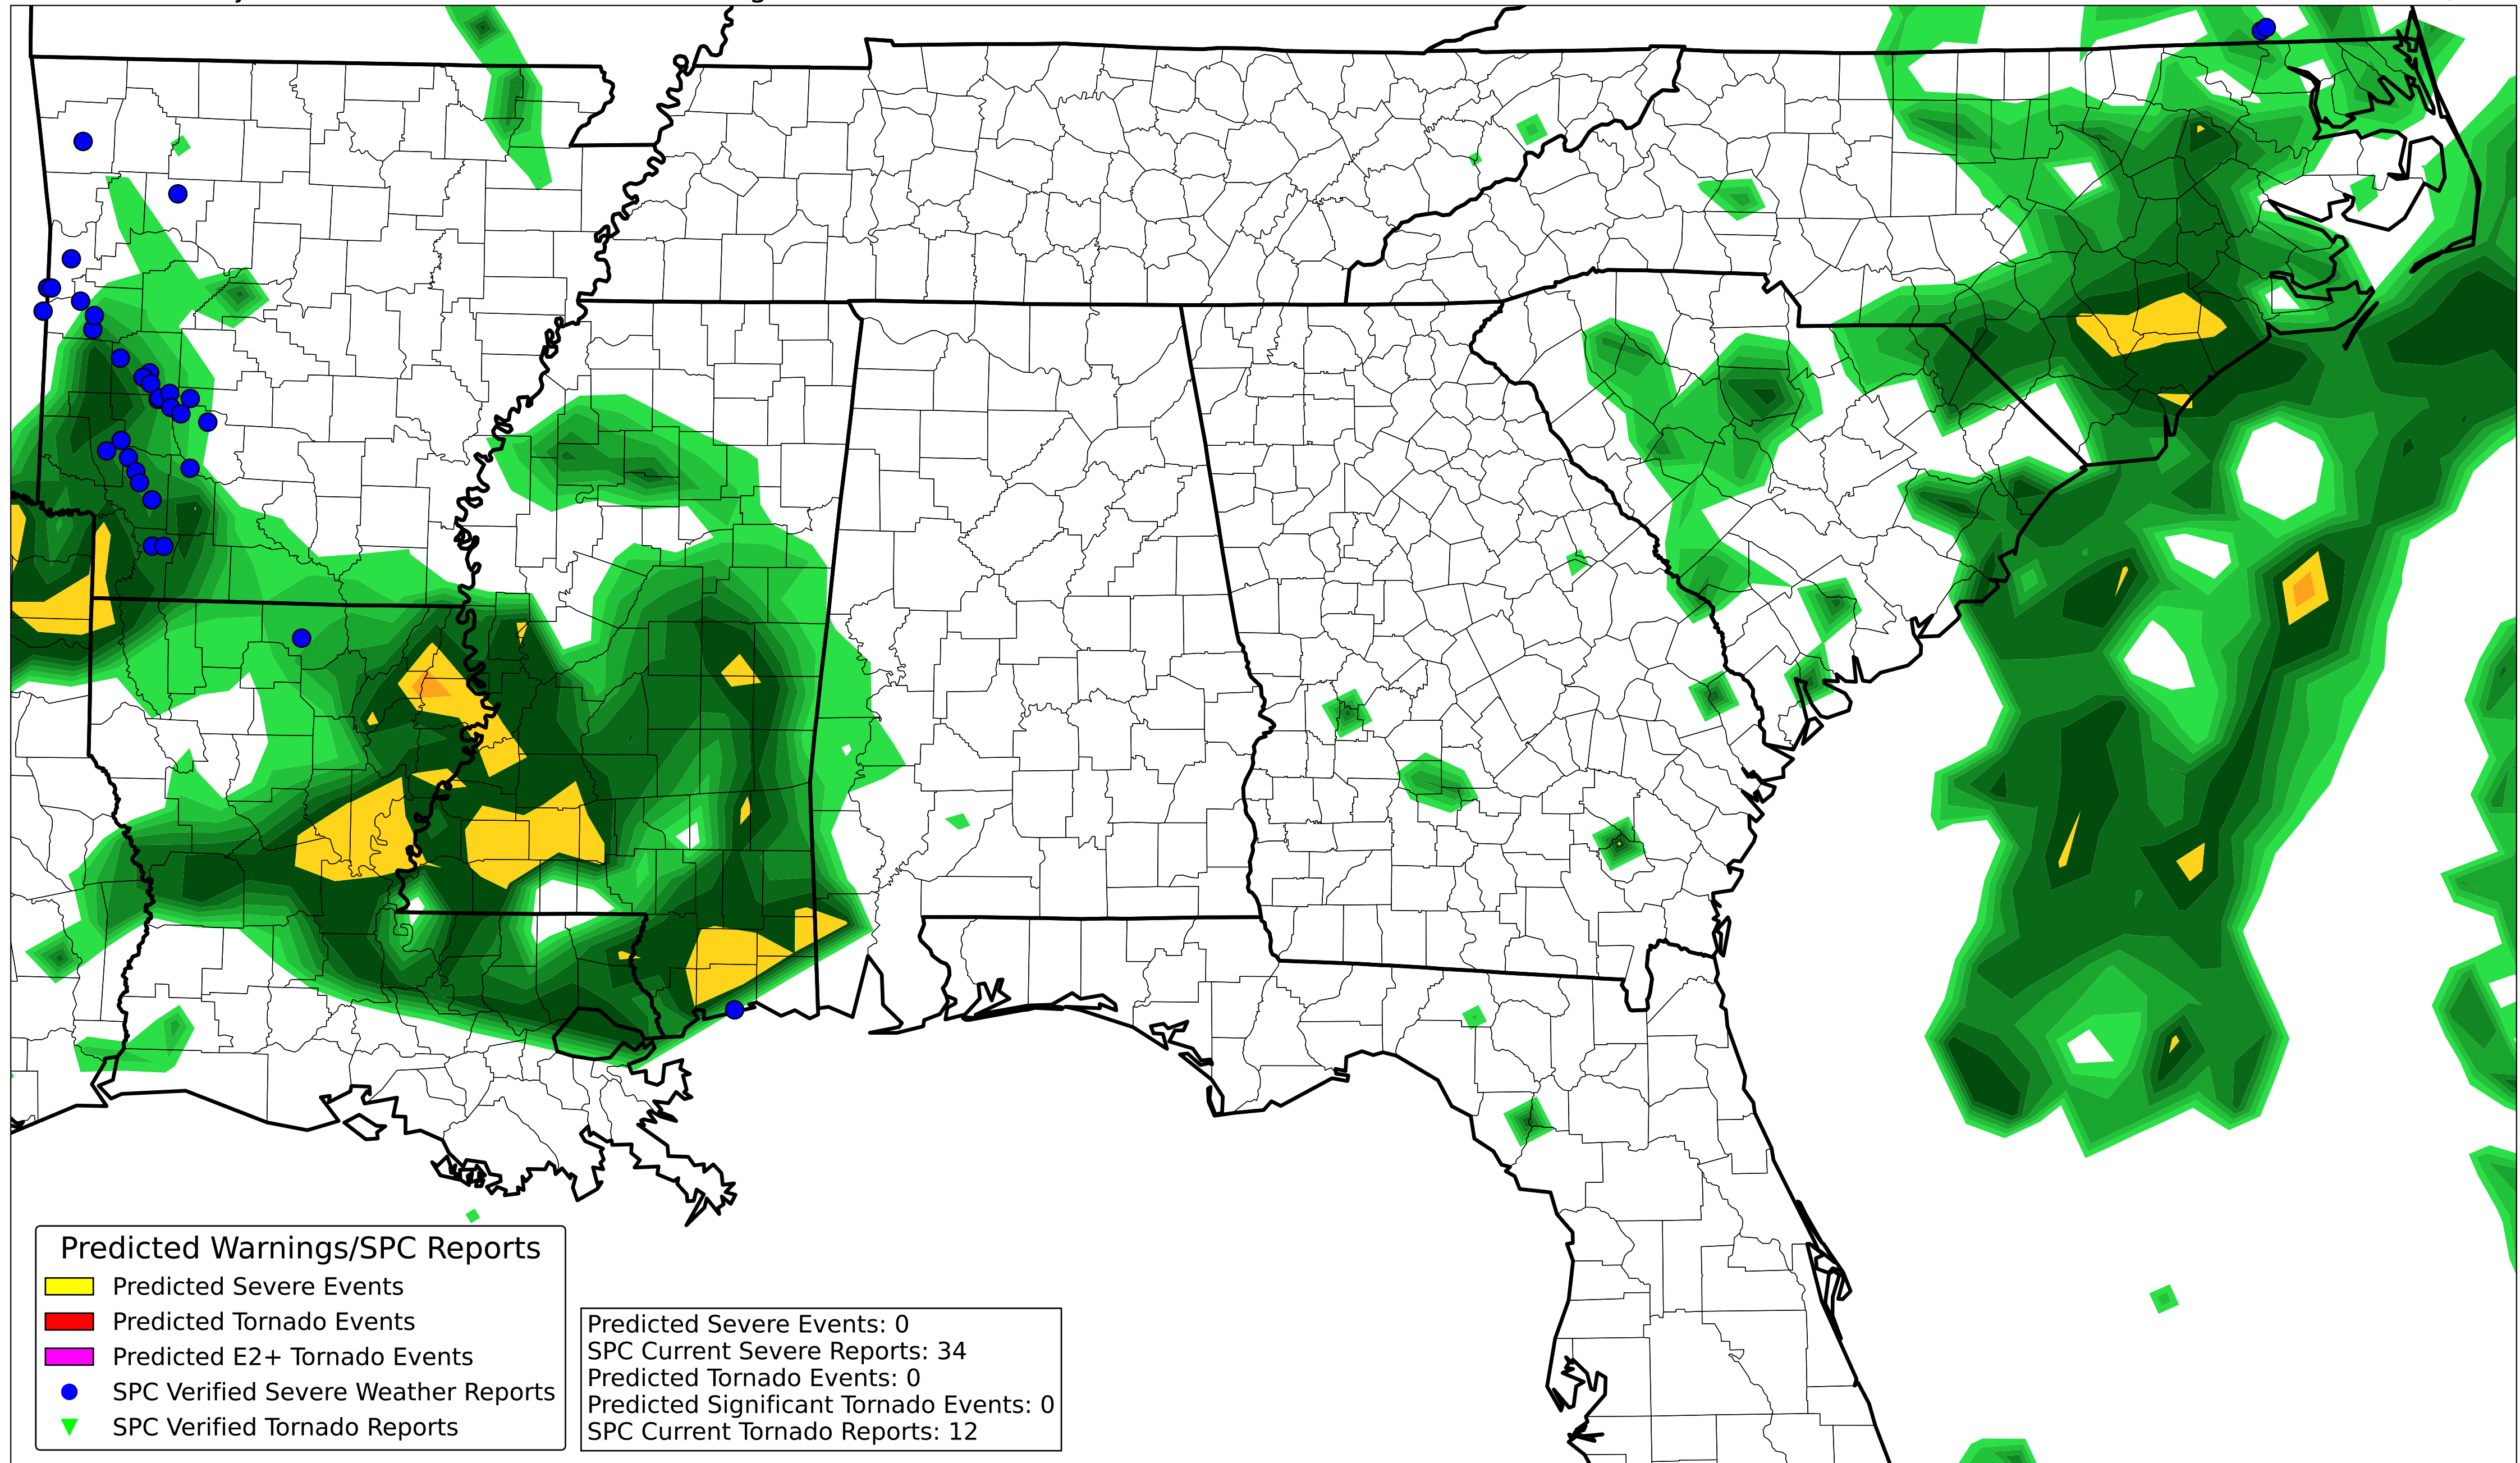 Predicted Warnings/SPC Reports
Predicted Severe Events
Predicted Tornado Events
Predicted E2+ Tornado Events
SPC Verified Severe Weather Reports
SPC Verified Tornado Reports
Predicted Severe Events: 0
SPC Current Severe Reports: 34
Predicted Tornado Events: 0
Predicted Significant Tornado Events: 0
SPC Current Tornado Reports: 12